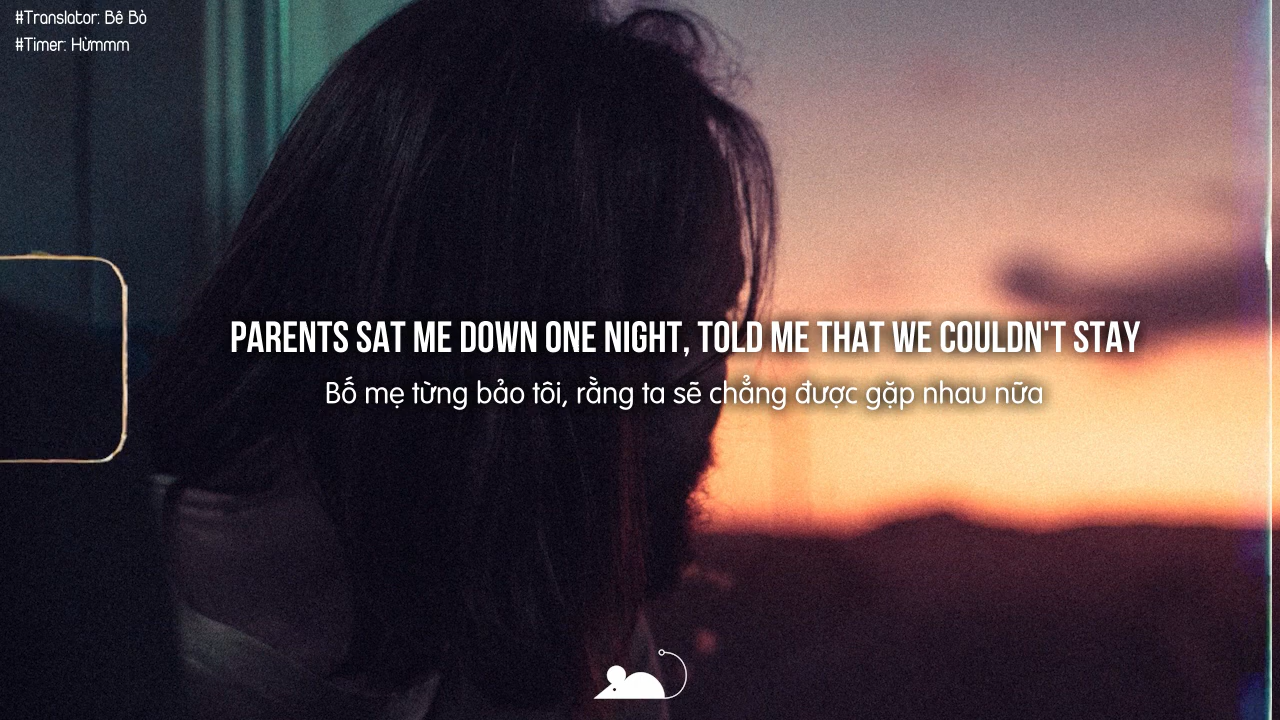 #Translator: Bê Bò
#Timer: Hừmmm
PARENTS SAT ME DOWN ONE NIGHT, TOLD ME THAT WE COULDN'T STAY
Bố mẹ từng bảo tôi, rằng ta sẽ chẳng được gặp nhau nữa